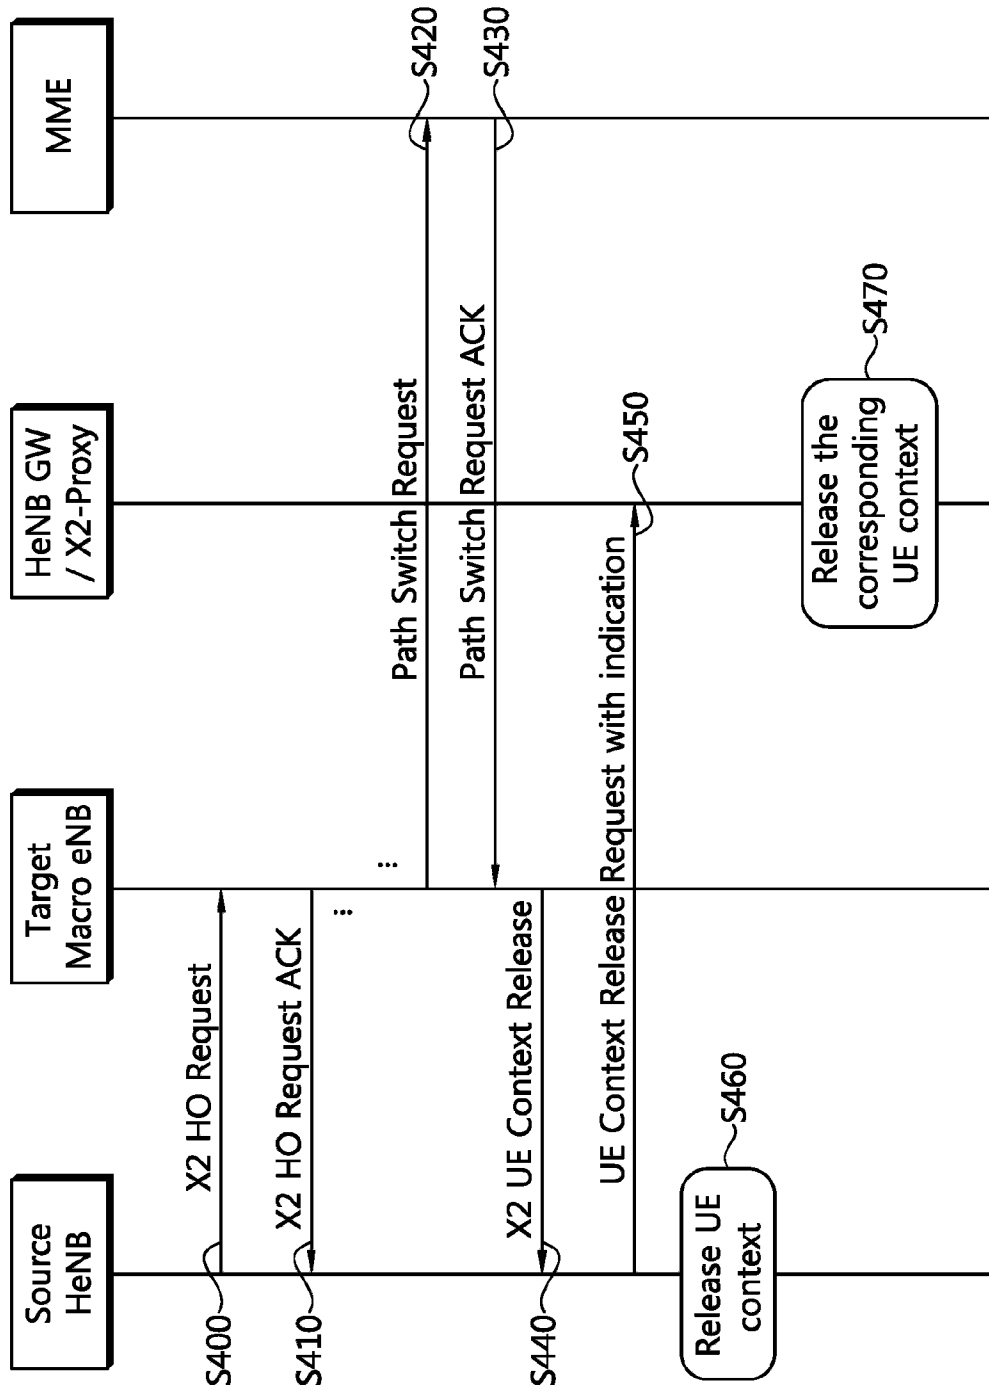 Source
HeNB
Target
Macro eNB
HeNB GW
/ X2-Proxy
MME
X2 HO Request
S400
X2 HO Request ACK
S410
...
...
Path Switch Request
S420
Path Switch Request ACK
S430
X2 UE Context Release
S440
UE Context Release Request with indication
S450
Release UE
context
S460
Release the
corresponding
UE context
S470